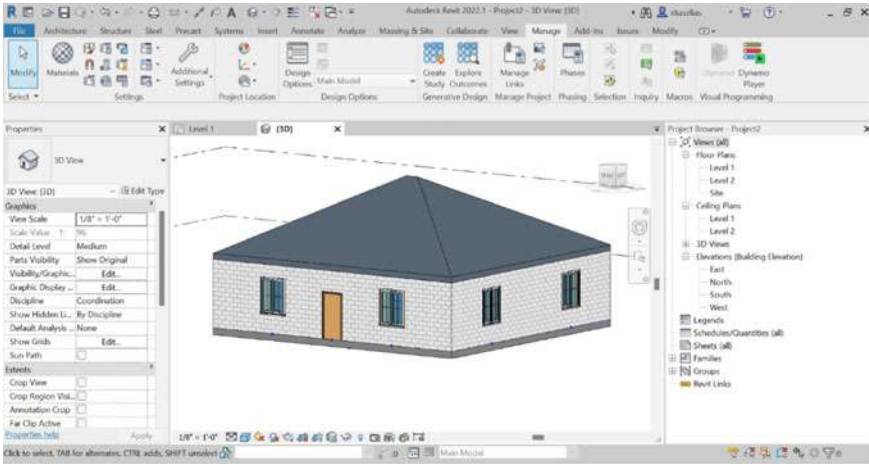 Autodesk Revit 2022.1 - Project2 - 3D View: {3D}
File Architecture Structure Steel Precast Systems Insert Annotate Analyze Massing & Site Collaborate View Manage Add-Ins Issues Modify
Modify Materials Additional Settings Design Options Main Model Create Study Explore Outcomes Manage Links Phases Dynamo Dynamo Player
Select Settings Project Location Design Options Generative Design Manage Project Phasing Selection Inquiry Macros Visual Programming
Properties Level 1 {3D} Project Browser - Project2
3D View
3D View: {3D} Edit Type
Graphics
View Scale 1/8" = 1'-0"
Scale Value 1: 96
Detail Level Medium
Parts Visibility Show Original
Visibility/Graphic... Edit...
Graphic Display ... Edit...
Discipline Coordination
Show Hidden Li... By Discipline
Default Analysis ... None
Show Grids Edit...
Sun Path
Extents
Crop View
Crop Region Visi...
Annotation Crop
Far Clip Active
Properties help Apply
1/8" = 1'-0"
Views (all)
Floor Plans
Level 1
Level 2
Site
Ceiling Plans
Level 1
Level 2
3D Views
Elevations (Building Elevation)
East
North
South
West
Legends
Schedules/Quantities (all)
Sheets (all)
Families
Groups
Revit Links
Click to select, TAB for alternates, CTRL adds, SHIFT unselect :0 Main Model